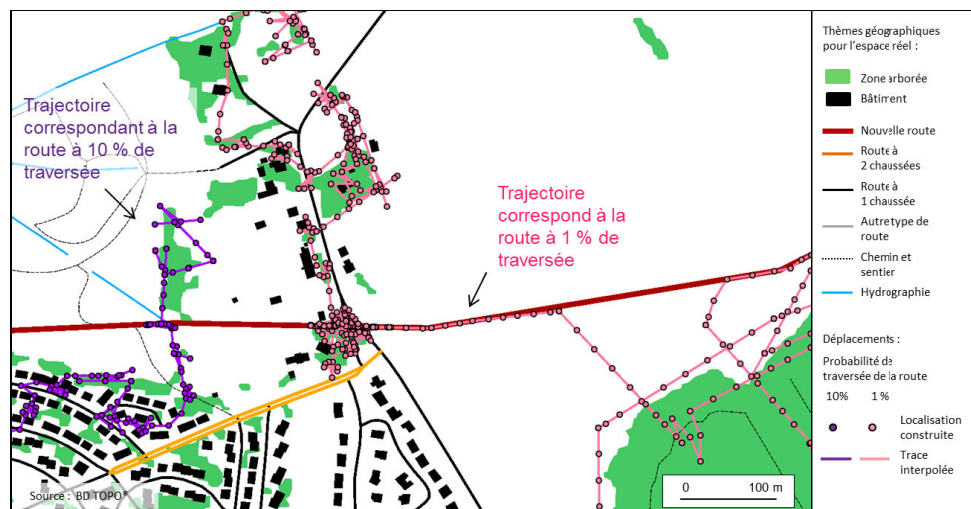 Trajectoire
correspondant à la
route à 10 % de
traversée
Trajectoire
correspond à la
route à 1 % de
traversée
Source : BD TOPO®
0 100 m
Thèmes géographiques
pour l'espace réel :
Zone arborée
Bâtiment
Nouvelle route
Route à
2 chaussées
Route à
1 chaussée
Autre type de
route
Chemin et
sentier
Hydrographie
Déplacements :
Probabilité de
traversée de la route
10% 1 %
Localisation
construite
Trace
interpolée